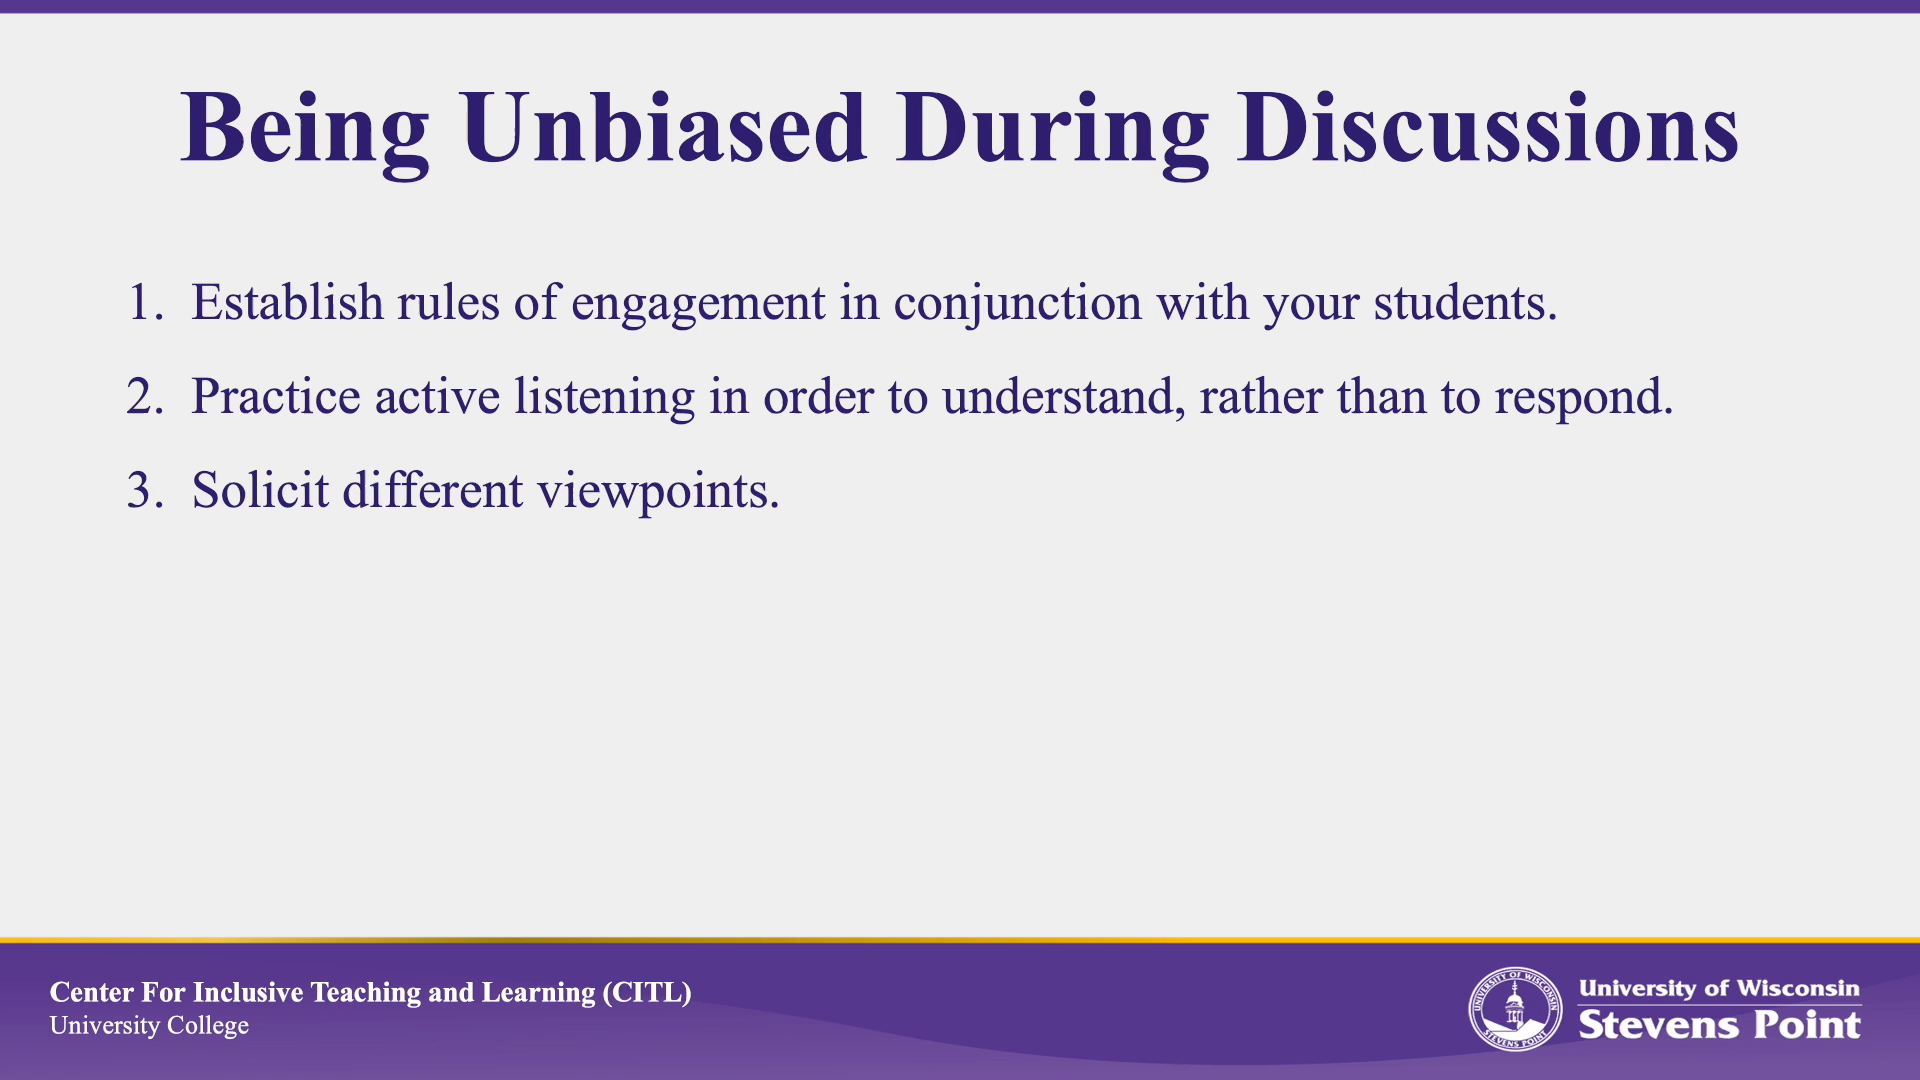 Being Unbiased During Discussions
1. Establish rules of engagement in conjunction with your students.
2. Practice active listening in order to understand, rather than to respond.
3. Solicit different viewpoints.
Center For Inclusive Teaching and Learning (CITL)
University College
UNIVERSITY OF WISCONSIN
STEVENS POINT
University of Wisconsin
Stevens Point